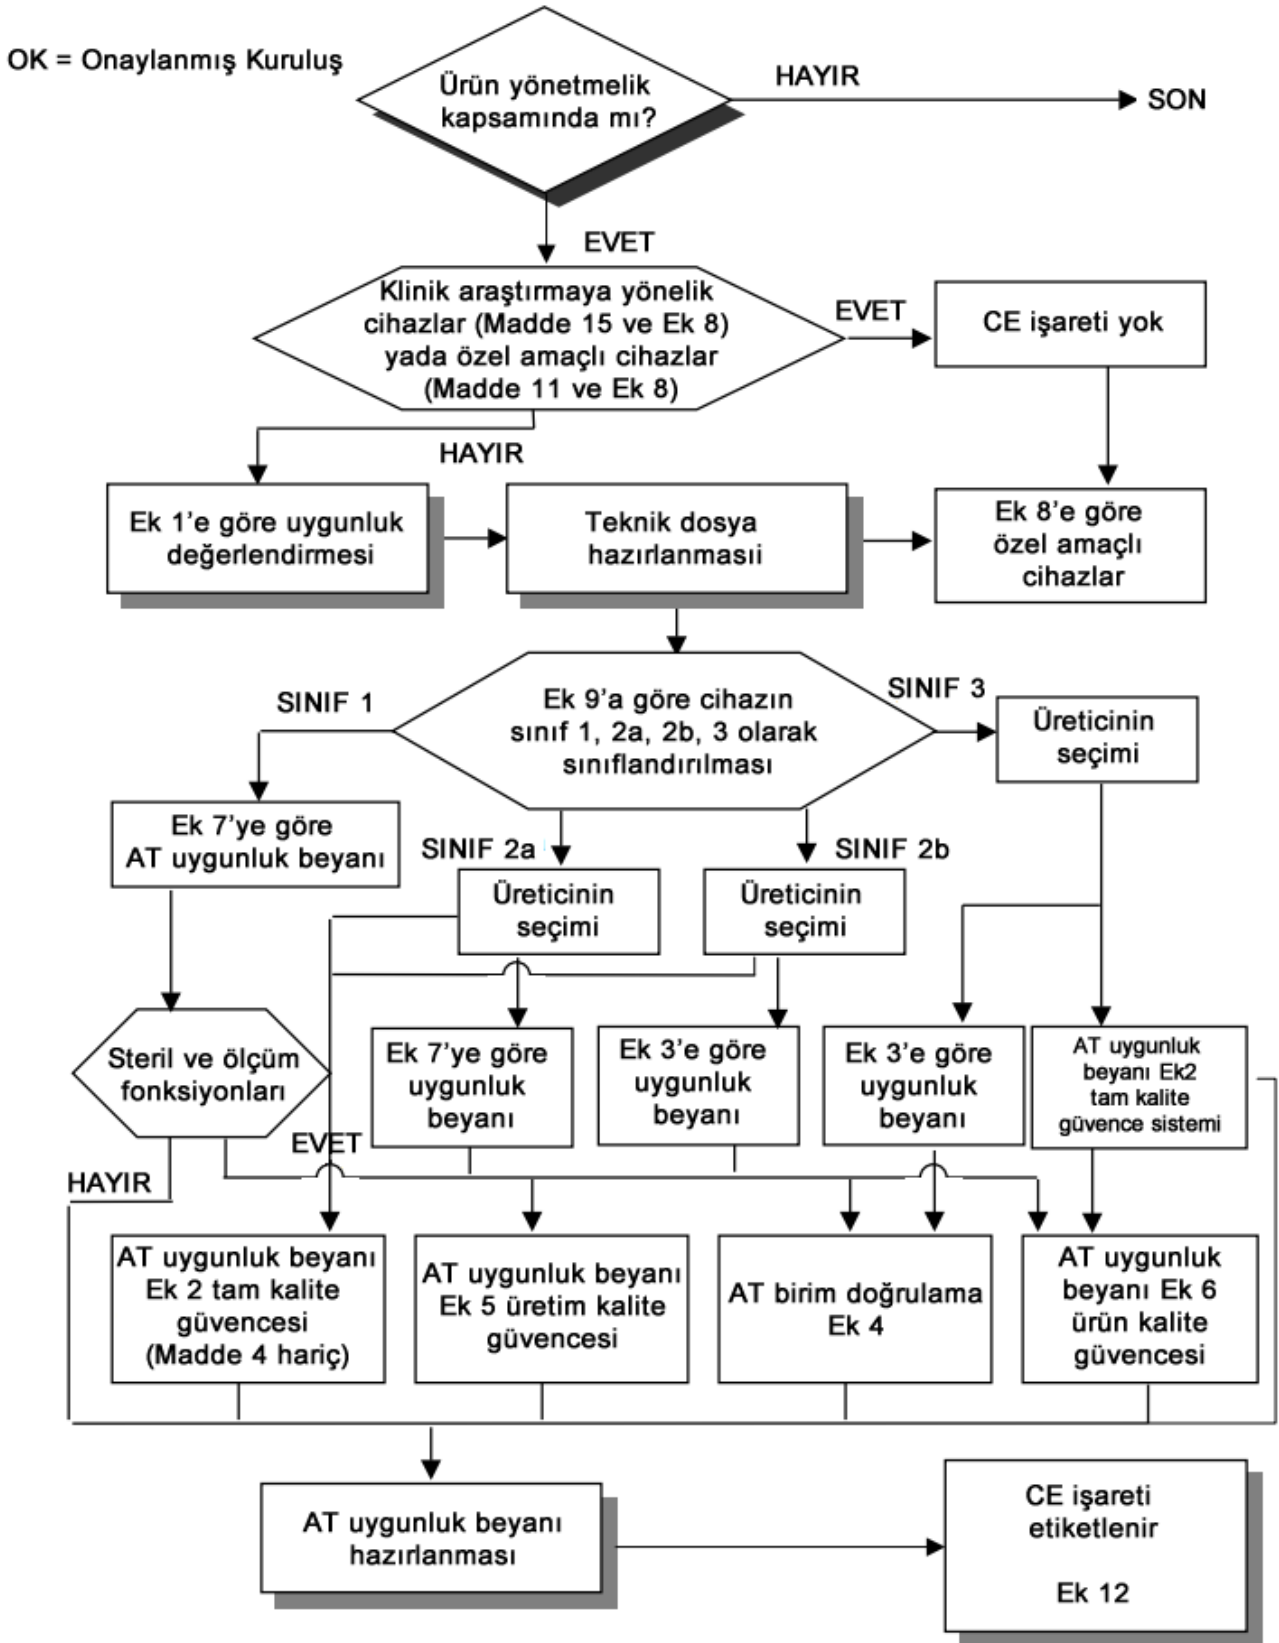 OK = Onaylanmış Kuruluş
Ürün yönetmelik
kapsamında mı?
HAYIR
SON
EVET
Klinik araştırmaya yönelik
cihazlar (Madde 15 ve Ek 8)
yada özel amaçlı cihazlar
(Madde 11 ve Ek 8)
EVET
CE işareti yok
HAYIR
Ek 1’e göre uygunluk
değerlendirmesi
Teknik dosya
hazırlanmasıi
Ek 8’e göre
özel amaçlı
cihazlar
SINIF 1
Ek 9’a göre cihazın
sınıf 1, 2a, 2b, 3 olarak
sınıflandırılması
SINIF 3
Üreticinin
seçimi
Ek 7’ye göre
AT uygunluk beyanı
SINIF 2a
Üreticinin
seçimi
SINIF 2b
Üreticinin
seçimi
Steril ve ölçüm
fonksiyonları
Ek 7’ye göre
uygunluk
beyanı
Ek 3’e göre
uygunluk
beyanı
Ek 3’e göre
uygunluk
beyanı
AT uygunluk
beyanı Ek2
tam kalite
güvence sistemi
EVET
HAYIR
AT uygunluk beyanı
Ek 2 tam kalite
güvencesi
(Madde 4 hariç)
AT uygunluk beyanı
Ek 5 üretim kalite
güvencesi
AT birim doğrulama
Ek 4
AT uygunluk
beyanı Ek 6
ürün kalite
güvencesi
AT uygunluk beyanı
hazırlanması
CE işareti
etiketlenir
Ek 12